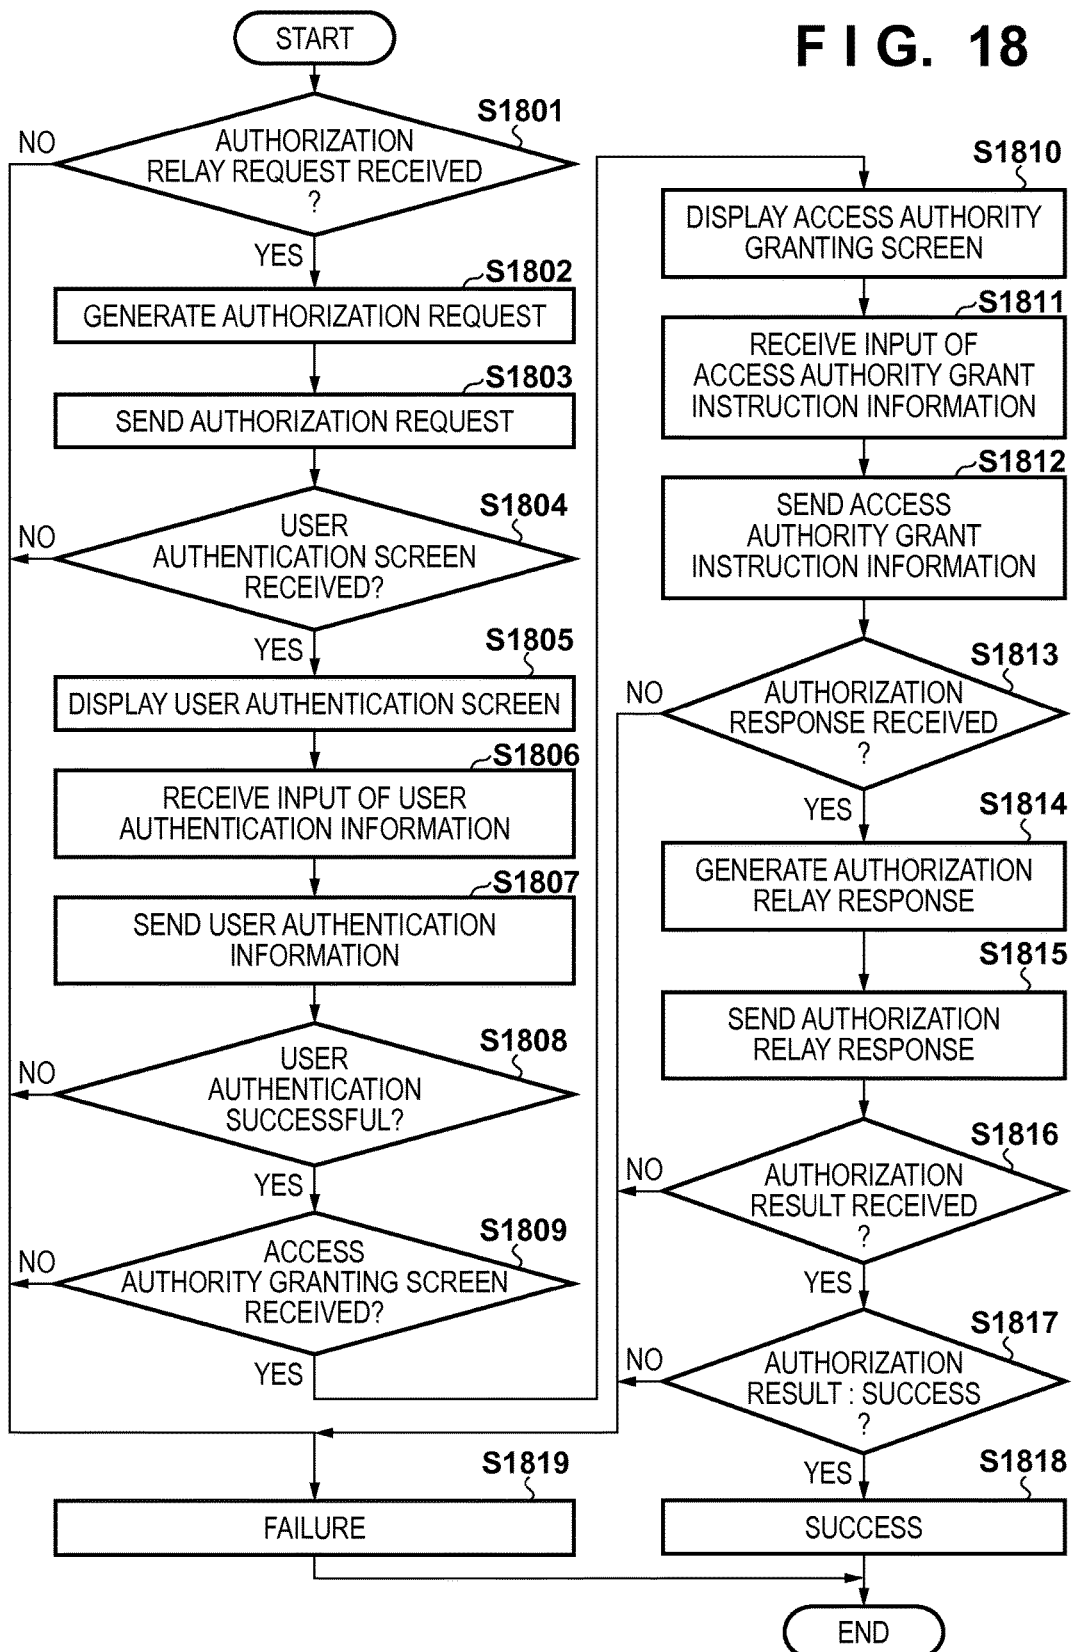 FIG. 18
START
S1801
AUTHORIZATION
RELAY REQUEST RECEIVED
?
NO
YES
S1802
GENERATE AUTHORIZATION REQUEST
S1803
SEND AUTHORIZATION REQUEST
S1804
USER
AUTHENTICATION SCREEN
RECEIVED?
NO
YES
S1805
DISPLAY USER AUTHENTICATION SCREEN
S1806
RECEIVE INPUT OF USER
AUTHENTICATION INFORMATION
S1807
SEND USER AUTHENTICATION
INFORMATION
S1808
USER
AUTHENTICATION
SUCCESSFUL?
NO
YES
S1809
ACCESS
AUTHORITY GRANTING SCREEN
RECEIVED?
NO
YES
S1810
DISPLAY ACCESS AUTHORITY
GRANTING SCREEN
S1811
RECEIVE INPUT OF
ACCESS AUTHORITY GRANT
INSTRUCTION INFORMATION
S1812
SEND ACCESS
AUTHORITY GRANT
INSTRUCTION INFORMATION
S1813
AUTHORIZATION
RESPONSE RECEIVED
?
NO
YES
S1814
GENERATE AUTHORIZATION
RELAY RESPONSE
S1815
SEND AUTHORIZATION
RELAY RESPONSE
S1816
AUTHORIZATION
RESULT RECEIVED
?
NO
YES
S1817
AUTHORIZATION
RESULT : SUCCESS
?
NO
YES
S1818
SUCCESS
S1819
FAILURE
END